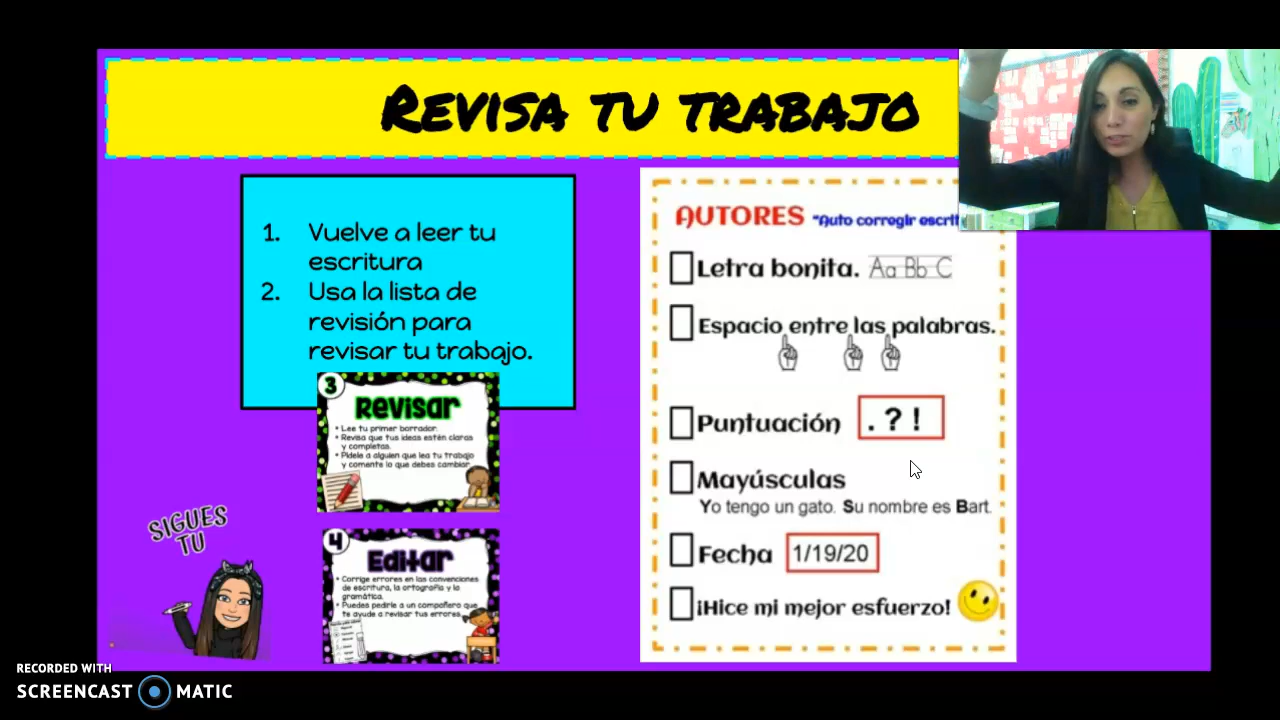 REVISA TU TRABAJO
1. Vuelve a leer tu
escritura
2. Usa la lista de
revisión para
revisar tu trabajo.
3
Revisar
• Lee tu primer borrador.
• Revisa que tus ideas estén claras
y completas.
• Pídele a alguien que lea tu trabajo
y comente lo que debes cambiar.
4
Editar
• Corrige errores en las convenciones
de escritura, la ortografía y la
gramática.
• Puedes pedirle a un compañero que
te ayude a revisar tus errores.
SIGUES
TU
AUTORES "Auto corregir
Letra bonita. Aa Bb C
Espacio entre las palabras.
Puntuación . ? !
Mayúsculas
Yo tengo un gato. Su nombre es Bart.
Fecha 1/19/20
¡Hice mi mejor esfuerzo!
RECORDED WITH
SCREENCAST MATIC